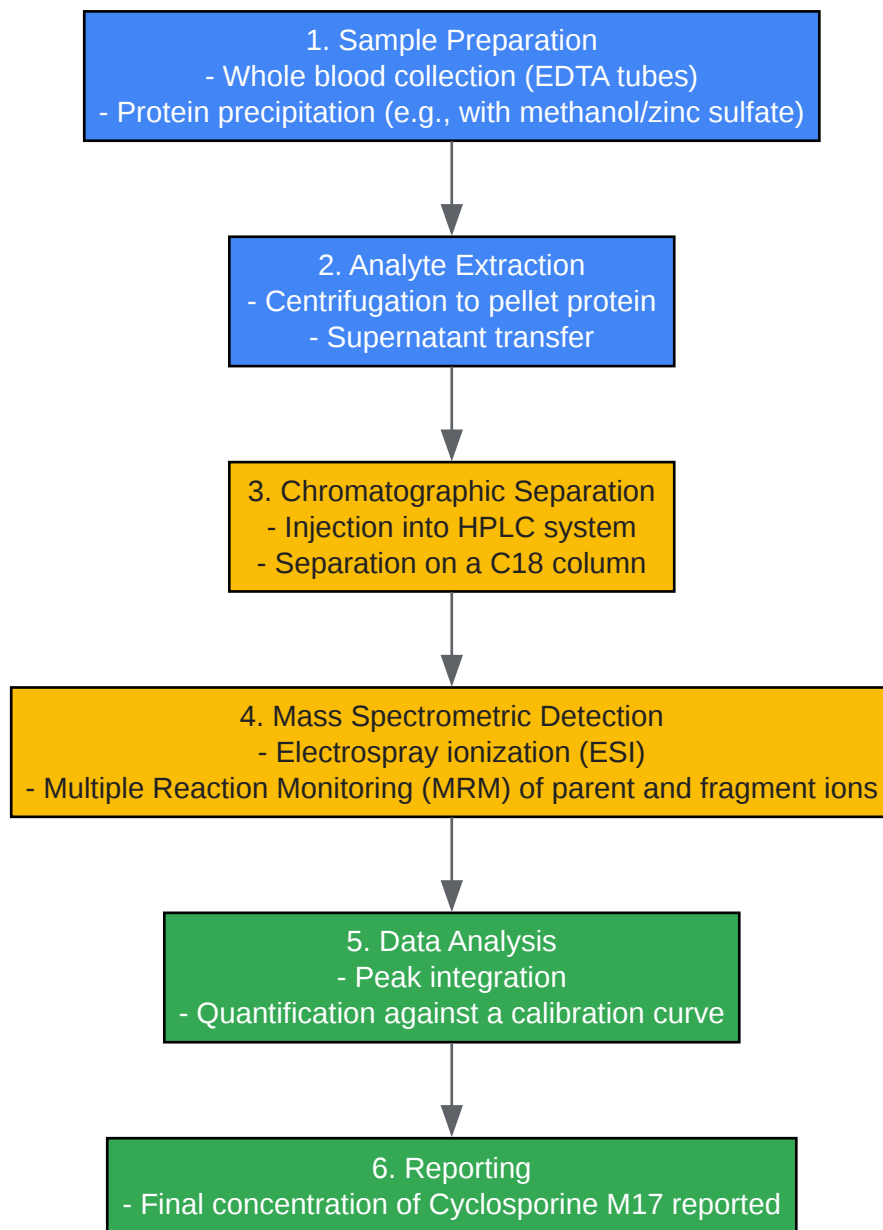 1. Sample Preparation
- Whole blood collection (EDTA tubes)
- Protein precipitation (e.g., with methanol/zinc sulfate)
2. Analyte Extraction
- Centrifugation to pellet protein
- Supernatant transfer
3. Chromatographic Separation
- Injection into HPLC system
- Separation on a C18 column
4. Mass Spectrometric Detection
- Electrospray ionization (ESI)
- Multiple Reaction Monitoring (MRM) of parent and fragment ions
5. Data Analysis
- Peak integration
- Quantification against a calibration curve
6. Reporting
- Final concentration of Cyclosporine M17 reported